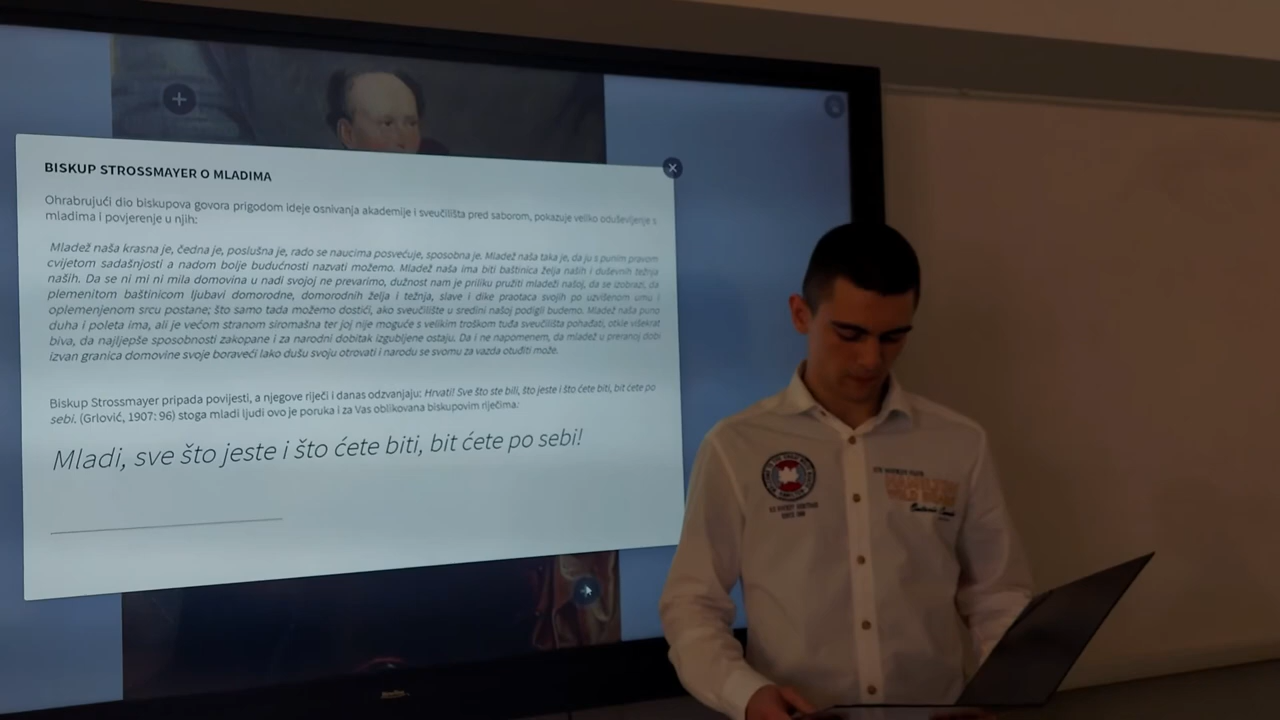 BISKUP STROSSMAYER O MLADIMA
Ohrabrujući dio biskupova govora prigodom ideje osnivanja akademije i sveučilišta pred saborom, pokazuje veliko oduševljenje s
mladima i povjerenje u njih:
Mladež naša krasna je, čedna je, poslušna je, rado se naucima posvećuje, sposobna je. Mladež naša taka je, da ju s punim pravom
cvijetom sadašnjosti a nadom bolje budućnosti nazvati možemo. Mladež naša ima biti baštinica želja naših i duševnih težnja
naših. Da se ni mi ni mila domovina u nadi svojoj ne prevarimo, dužnost nam je priliku pružiti mladeži našoj, da se izobrazi, da
plemenitom baštinicom ljubavi domorodne, domorodnih želja i težnja, slave i dike praotaca svojih po uzvišenom umu i
oplemenjenom srcu postane; što samo tada možemo dostići, ako sveučilište u sredini našoj podigli budemo. Mladež naša puno
duha i poleta ima, ali je većom stranom siromašna ter joj nije moguće s velikim troškom tuđa sveučilišta pohađati, otkle višekrat
biva, da najljepše sposobnosti zakopane i za narodni dobitak izgubljene ostaju. Da i ne napomenem, da mladež u preranoj dobi
izvan granica domovine svoje boraveći lako dušu svoju otrovati i narodu se svomu za vazda otuđiti može.
Biskup Strossmayer pripada povijesti, a njegove riječi i danas odzvanjaju: Hrvati! Sve što ste bili, što jeste i što ćete biti, bit ćete po
sebi. (Grlović, 1907: 96) stoga mladi ljudi ovo je poruka i za Vas oblikovana biskupovim riječima:
Mladi, sve što jeste i što ćete biti, bit ćete po sebi!